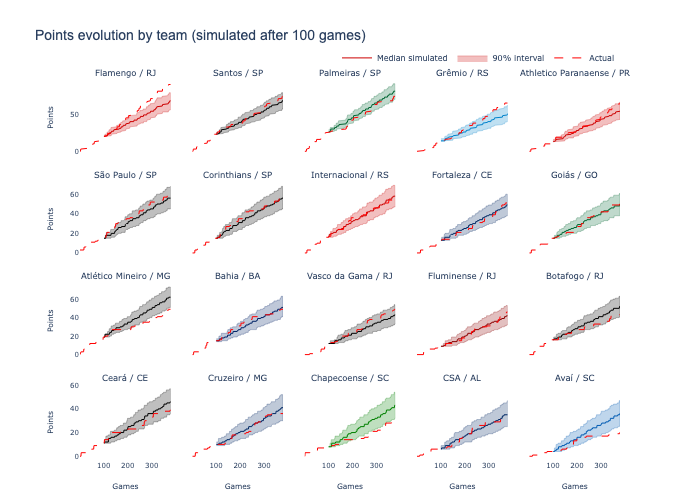 Points evolution by team (simulated after 100 games)
Median simulated 90% interval Actual
Flamengo / RJ Santos / SP Palmeiras / SP Grêmio / RS Athletico Paranaense / PR
Points
50
0
São Paulo / SP Corinthians / SP Internacional / RS Fortaleza / CE Goiás / GO
Points
60
40
20
0
Atlético Mineiro / MG Bahia / BA Vasco da Gama / RJ Fluminense / RJ Botafogo / RJ
Points
60
40
20
0
Ceará / CE Cruzeiro / MG Chapecoense / SC CSA / AL Avaí / SC
Points
60
40
20
0
100 200 300 100 200 300 100 200 300 100 200 300 100 200 300
Games Games Games Games Games